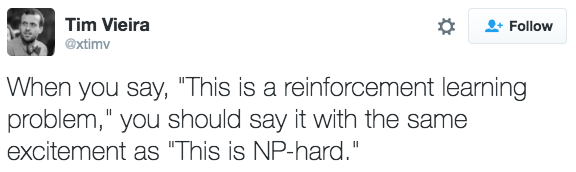 Tim Vieira
@xtimv
Follow
When you say, "This is a reinforcement learning
problem," you should say it with the same
excitement as "This is NP-hard."